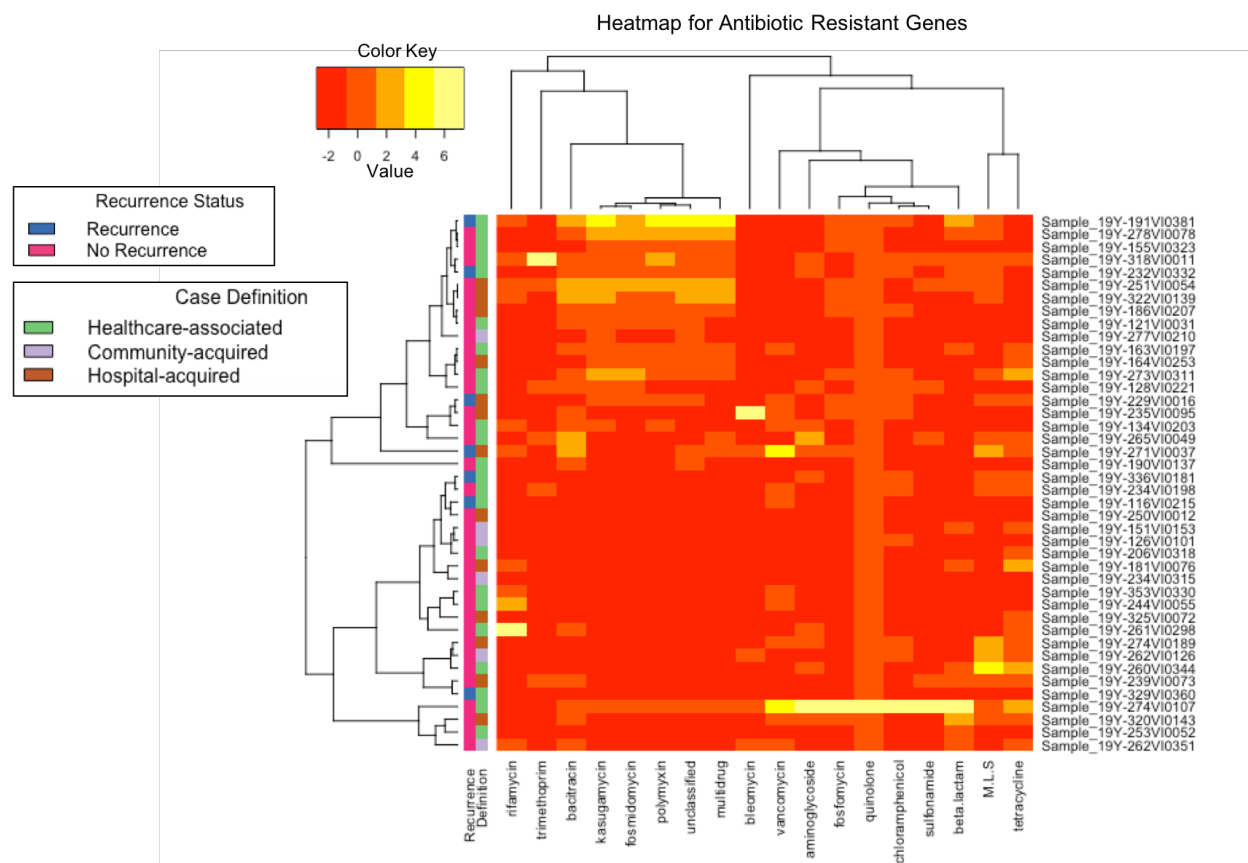 Heatmap for Antibiotic Resistant Genes
Color Key
-2 0 2 4 6
Value
Recurrence Status
Recurrence
No Recurrence
Case Definition
Healthcare-associated
Community-acquired
Hospital-acquired
Sample_19Y-191VI0381
Sample_19Y-278VI0078
Sample_19Y-155VI0323
Sample_19Y-318VI0011
Sample_19Y-232VI0332
Sample_19Y-251VI0054
Sample_19Y-322VI0139
Sample_19Y-186VI0207
Sample_19Y-121VI0031
Sample_19Y-277VI0210
Sample_19Y-163VI0197
Sample_19Y-164VI0253
Sample_19Y-273VI0311
Sample_19Y-128VI0221
Sample_19Y-229VI0016
Sample_19Y-235VI0095
Sample_19Y-134VI0203
Sample_19Y-265VI0049
Sample_19Y-271VI0037
Sample_19Y-190VI0137
Sample_19Y-336VI0181
Sample_19Y-234VI0198
Sample_19Y-116VI0215
Sample_19Y-250VI0012
Sample_19Y-151VI0153
Sample_19Y-126VI0101
Sample_19Y-206VI0318
Sample_19Y-181VI0076
Sample_19Y-234VI0315
Sample_19Y-353VI0330
Sample_19Y-244VI0055
Sample_19Y-325VI0072
Sample_19Y-261VI0298
Sample_19Y-274VI0189
Sample_19Y-262VI0126
Sample_19Y-260VI0344
Sample_19Y-239VI0073
Sample_19Y-329VI0360
Sample_19Y-274VI0107
Sample_19Y-320VI0143
Sample_19Y-253VI0052
Sample_19Y-262VI0351
Recurrence
Definition
rifamycin
trimethoprim
bacitracin
kasugamycin
fosmidomycin
polymyxin
unclassified
multidrug
bleomycin
vancomycin
aminoglycoside
fosfomycin
quinolone
chloramphenicol
sulfonamide
beta.lactam
M.L.S
tetracycline